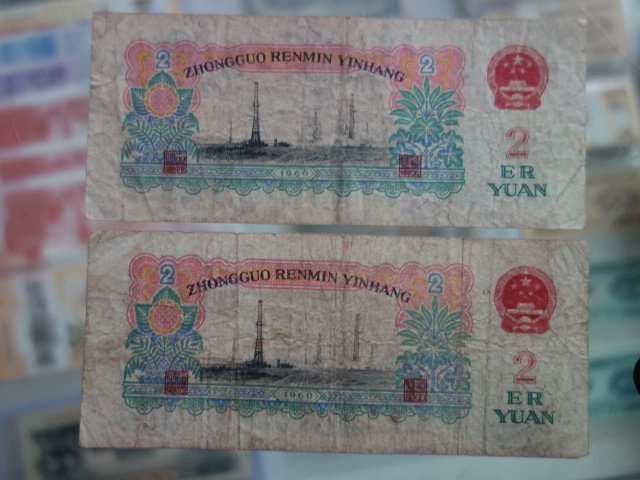 2 ZHONGGUO RENMIN YINHANG 2
1960
2
ER
YUAN
2 ZHONGGUO RENMIN YINHANG 2
1960
2
ER
YUAN